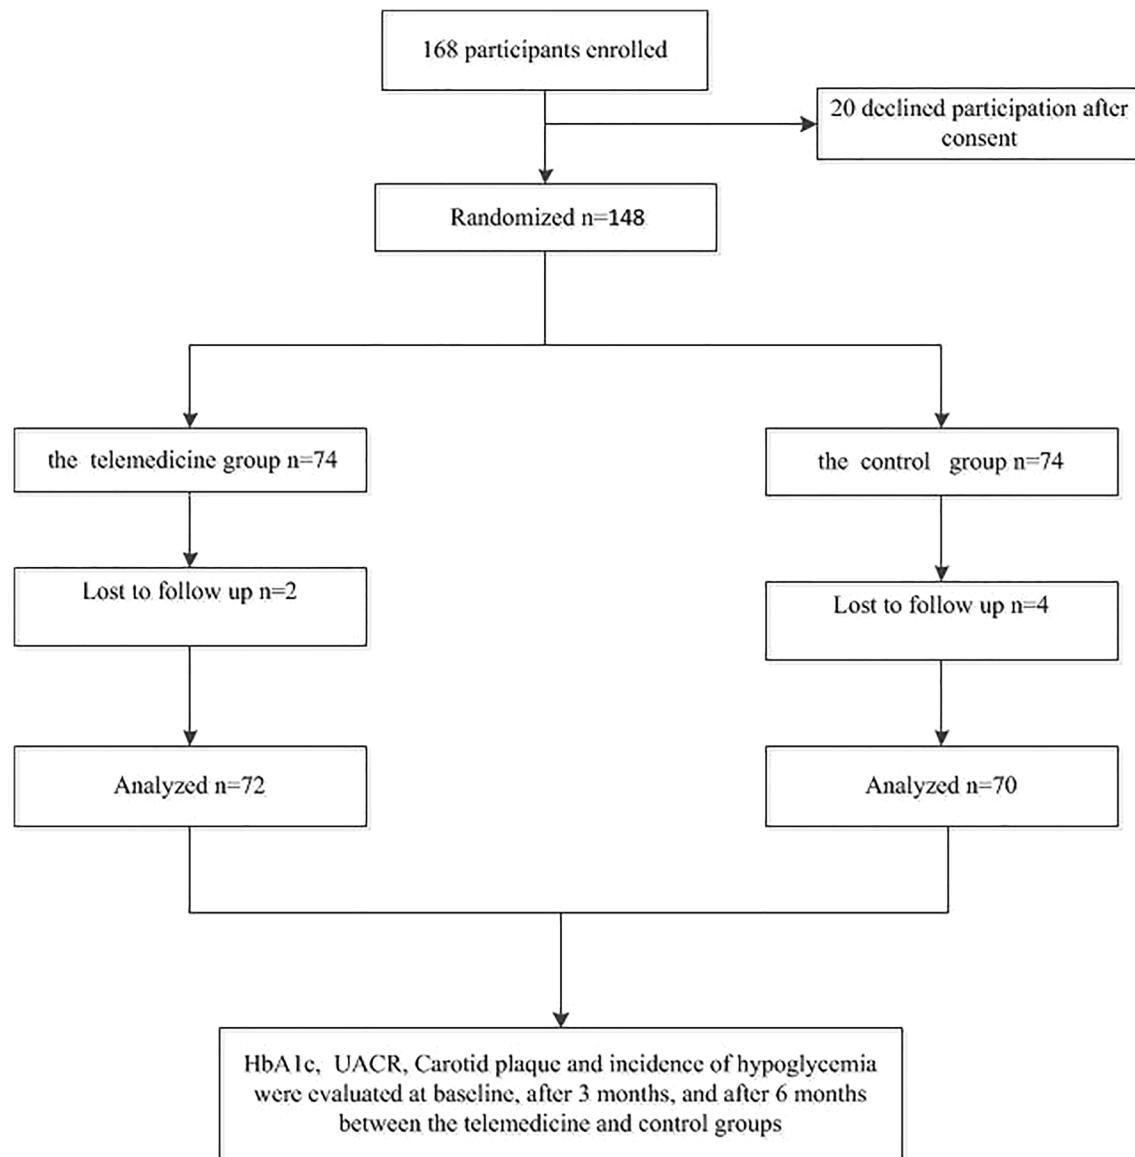 168 participants enrolled
20 declined participation after
consent
Randomized n=148
the telemedicine group n=74
the control group n=74
Lost to follow up n=2
Lost to follow up n=4
Analyzed n=72
Analyzed n=70
HbA1c, UACR, Carotid plaque and incidence of hypoglycemia
were evaluated at baseline, after 3 months, and after 6 months
between the telemedicine and control groups